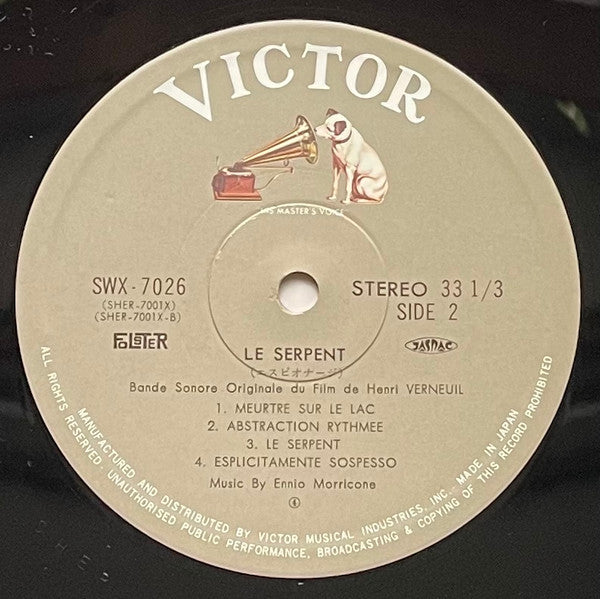 VICTOR
HIS MASTER'S VOICE
SWX-7026
(SHER-7001X)
(SHER-7001X-B)
STEREO 33 1/3
SIDE 2
FOLSTER
JASRAC
LE SERPENT
(エスピオナージ)
Bande Sonore Originale du Film de Henri VERNEUIL
1. MEURTRE SUR LE LAC
2. ABSTRACTION RYTHMEE
3. LE SERPENT
4. ESPLICITAMENTE SOSPESSO
Music By Ennio Morricone
④
MANUFACTURED AND DISTRIBUTED BY VICTOR MUSICAL INDUSTRIES, INC., MADE IN JAPAN
ALL RIGHTS RESERVED. UNAUTHORISED PUBLIC PERFORMANCE, BROADCASTING & COPYING OF THIS RECORD PROHIBITED